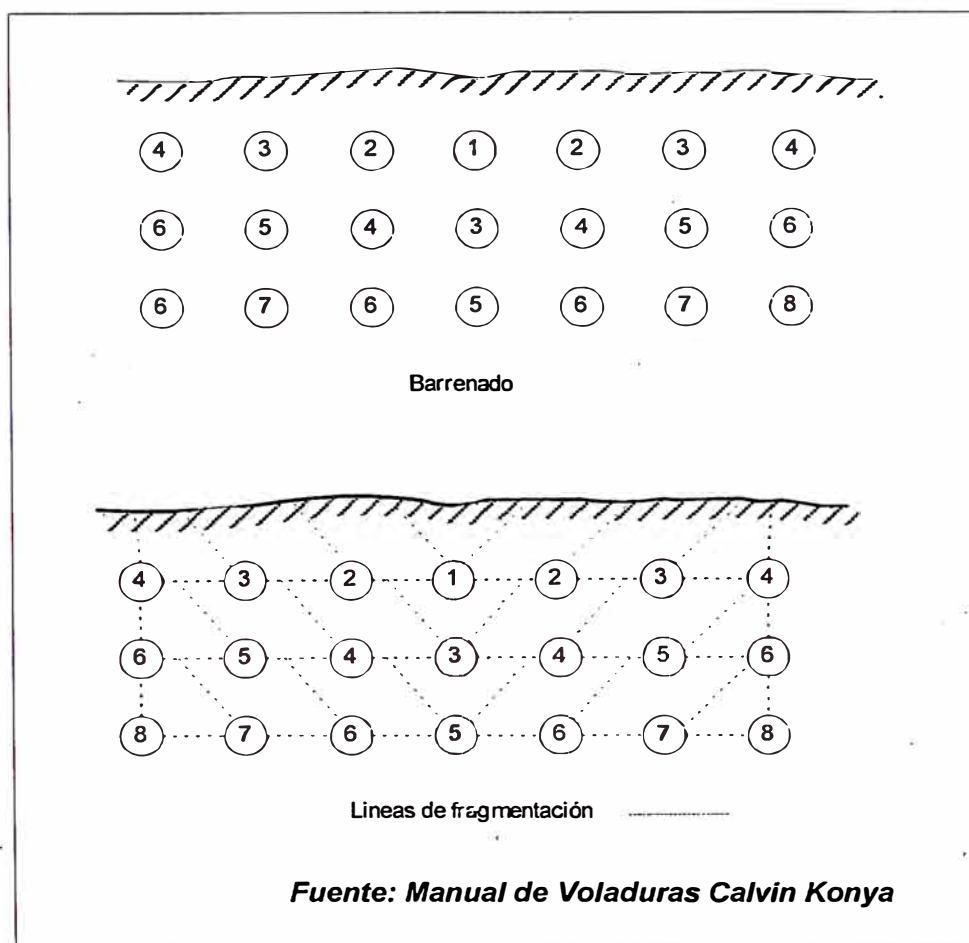 4 3 2 1 2 3 4
6 5 4 3 4 5 6
6 7 6 5 6 7 8
Barrenado
4 3 2 1 2 3 4
6 5 4 3 4 5 6
8 7 6 5 6 7 8
Lineas de fragmentación
Fuente: Manual de Voladuras Calvin Konya